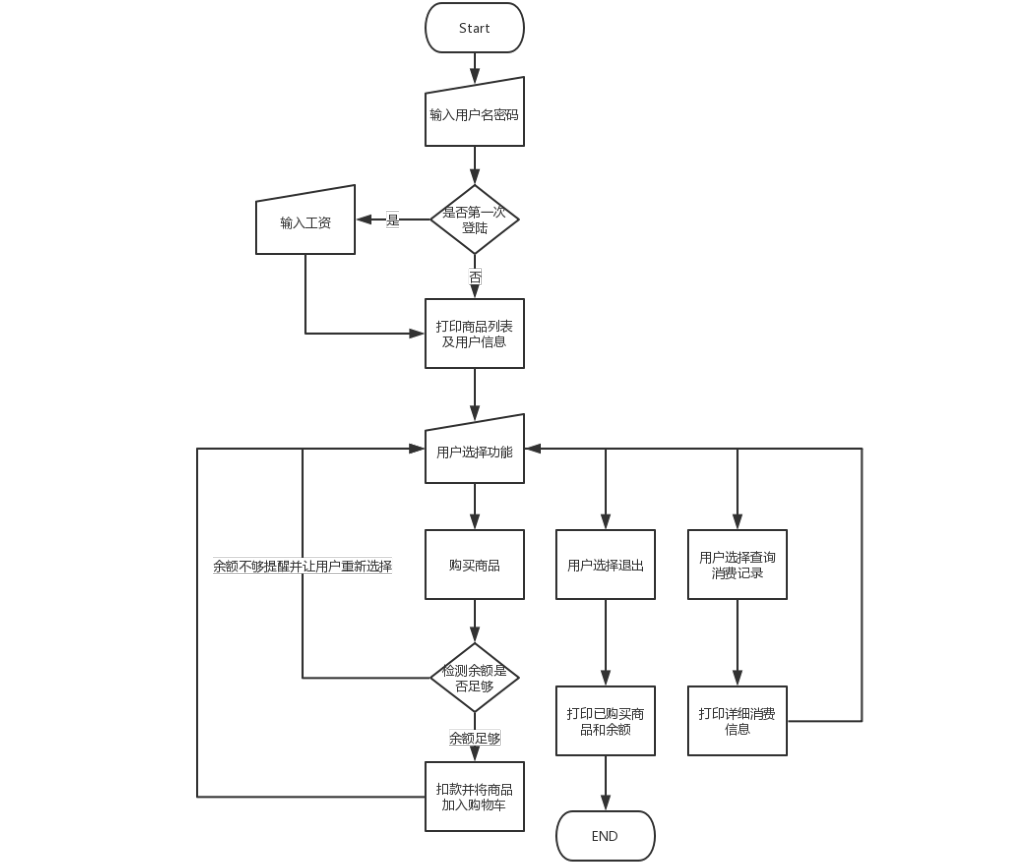 Start
输入用户名密码
是否第一次
登陆
是
输入工资
否
打印商品列表
及用户信息
用户选择功能
购买商品
用户选择退出
用户选择查询
消费记录
余额不够提醒并让用户重新选择
检测余额是
否足够
打印已购买商
品和余额
打印详细消费
信息
余额足够
扣款并将商品
加入购物车
END